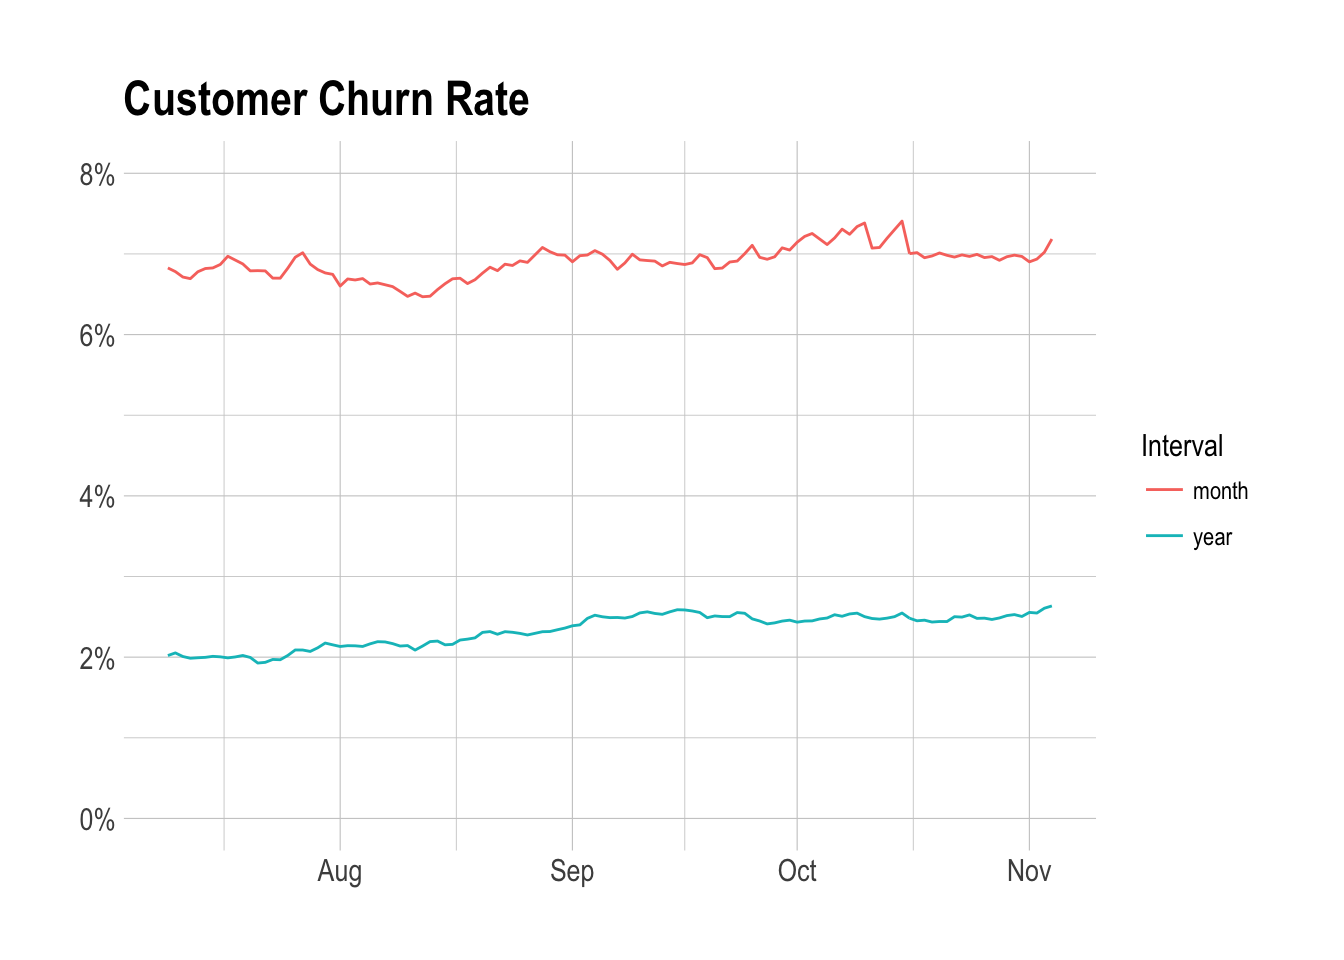 Customer Churn Rate
8%
6%
4%
2%
0%
Aug Sep Oct Nov
Interval
month
year